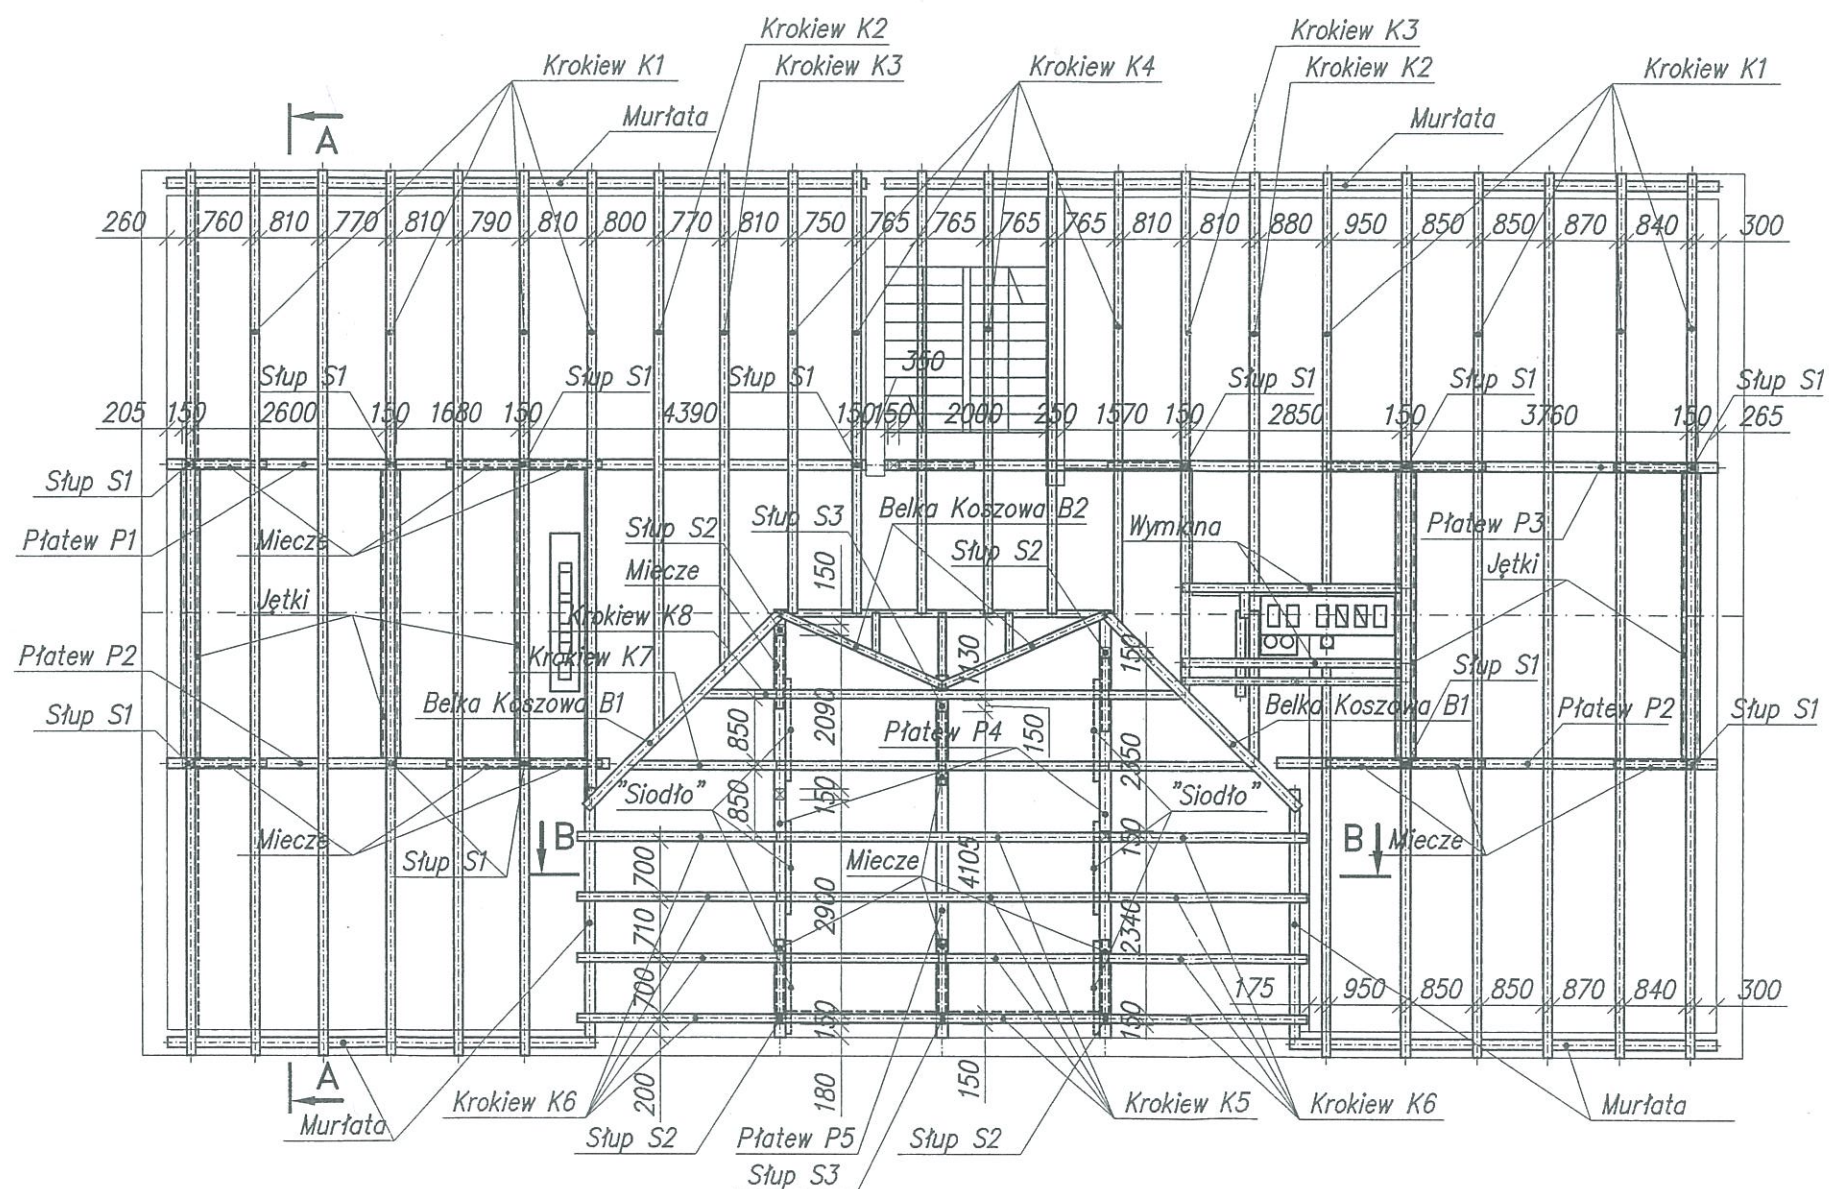 Krokiew K2
Krokiew K3
Krokiew K1
Krokiew K3
Krokiew K4
Krokiew K2
Krokiew K1
A
Murłata
Murłata
260 760 810 770 810 790 810 800 770 810 750 765 765 765 765 810 810 880 950 850 850 870 840 300
350
Słup S1
Słup S1
Słup S1
Słup S1
Słup S1
Słup S1
205 150 2600 150 1680 150 4390 150 150 2000 250 1570 150 2850 150 3760 150 265
Słup S1
Płatew P1
Miecze
Słup S2
Słup S3
Belka Koszowa B2
Wymiana
Płatew P3
Miecze
150
Słup S2
Jętki
Jętki
Krokiew K8
130
150
Płatew P2
Krokiew K7
Słup S1
Słup S1
Belka Koszowa B1
850
2090
Płatew P4
150
2350
Belka Koszowa B1
Płatew P2
Słup S1
"Siodło"
850
150
"Siodło"
Miecze
Słup S1
B
700
Miecze
4105
150
B
Miecze
710
2900
2340
700
150
150
175 950 850 850 870 840 300
A
Murłata
Krokiew K6
200
180
150
Krokiew K5
Krokiew K6
Murłata
Słup S2
Płatew P5
Słup S2
Słup S3